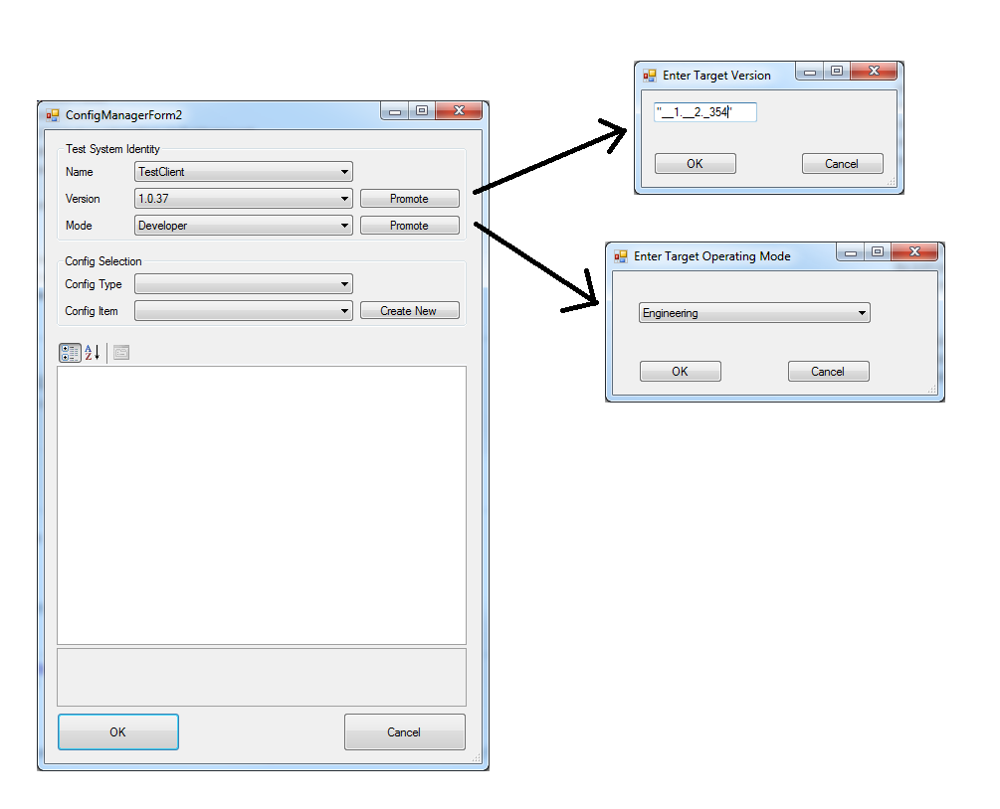 ConfigManagerForm2
Test System Identity
Name TestClient
Version 1.0.37 Promote
Mode Developer Promote
Config Selection
Config Type
Config Item Create New
A
Z
OK Cancel
Enter Target Version
"__1.__2._354"
OK Cancel
Enter Target Operating Mode
Engineering
OK Cancel